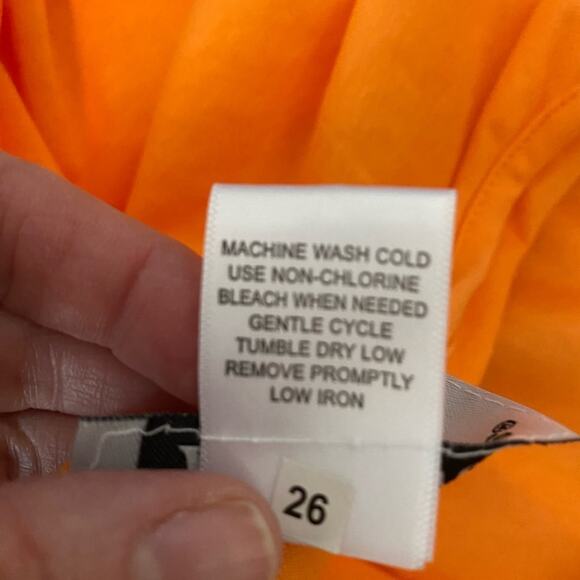 MACHINE WASH COLD
USE NON-CHLORINE
BLEACH WHEN NEEDED
GENTLE CYCLE
TUMBLE DRY LOW
REMOVE PROMPTLY
LOW IRON
®
26